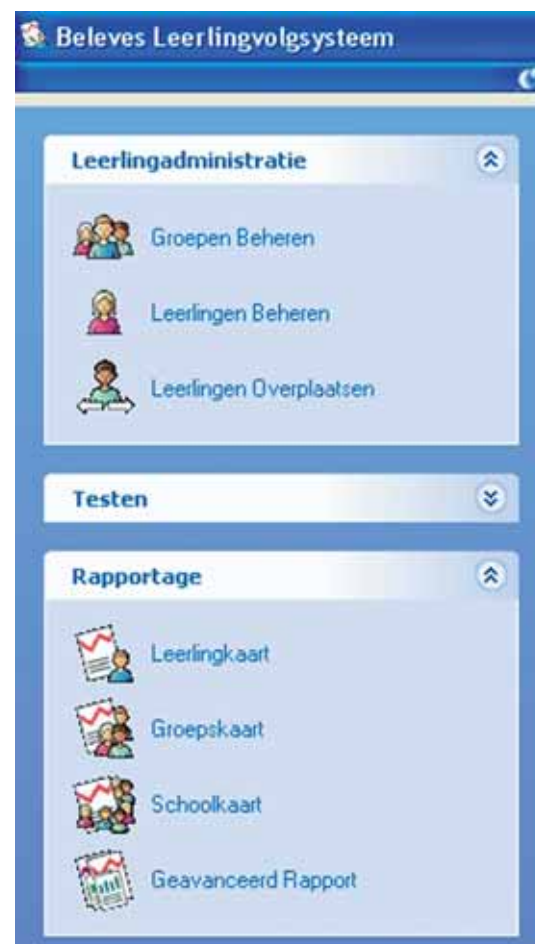 Beleves Leerlingvolgsysteem
Leerlingadministratie
Groepen Beheren
Leerlingen Beheren
Leerlingen Overplaatsen
Testen
Rapportage
Leerlingkaart
Groepskaart
Schoolkaart
Geavanceerd Rapport